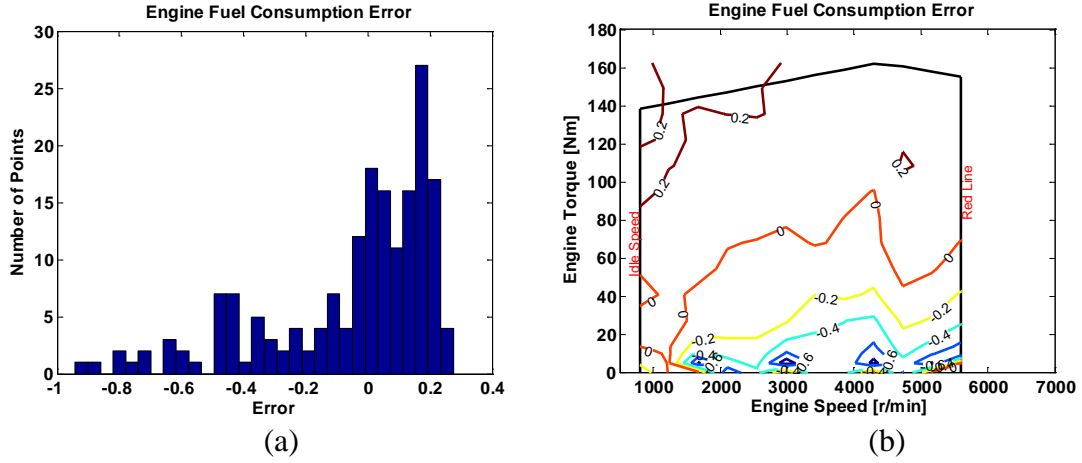 Engine Fuel Consumption Error
30
25
20
15
10
5
0
Number of Points
-1 -0.8 -0.6 -0.4 -0.2 0 0.2 0.4
Error
(a)
Engine Fuel Consumption Error
180
160
140
120
100
80
60
40
20
0
Engine Torque [Nm]
1000 2000 3000 4000 5000 6000 7000
Engine Speed [r/min]
Idle Speed
Red Line
0.2
0.2
0.2
0.2
0
0
0
0
0
-0.2
-0.2
-0.2
-0.4
-0.4
-0.4
0.6
(b)